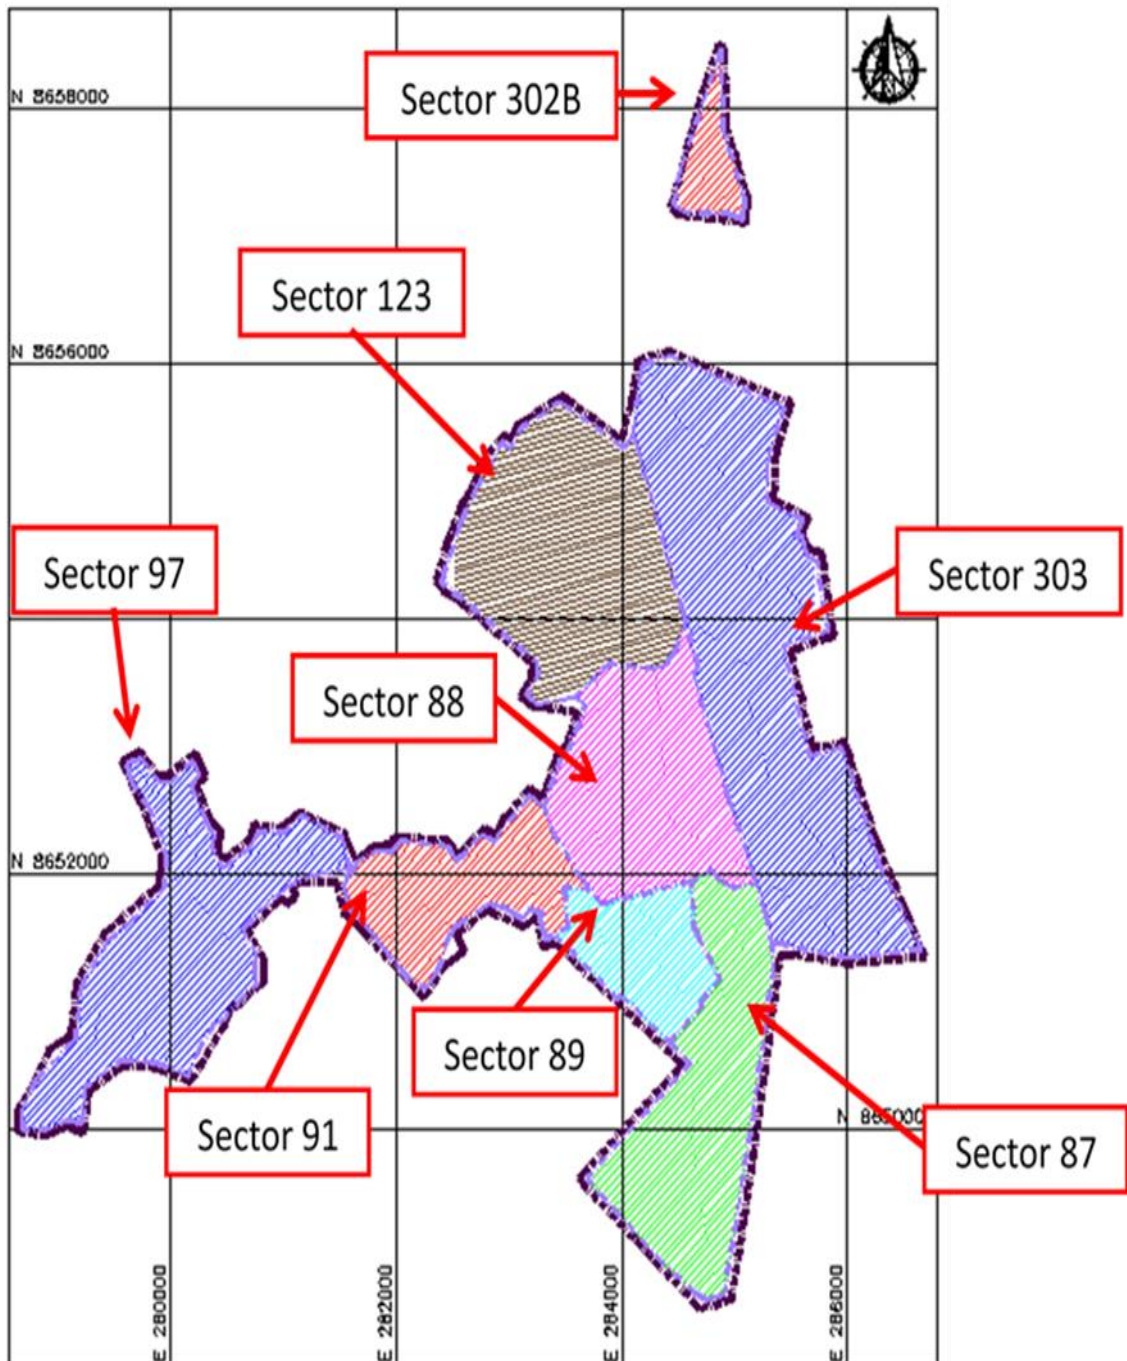 N 8658000
Sector 302B
Sector 123
N 8656000
Sector 97
Sector 303
Sector 88
N 8652000
Sector 89
Sector 91
Sector 87
E 280000
E 282000
E 284000
E 286000